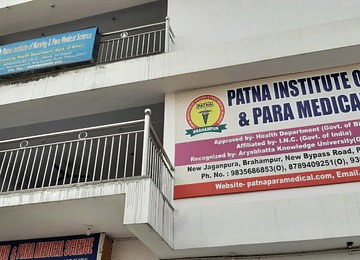 Patna Institute of Nursing & Para Medical Science
PATNA
BRAHAMPUR
PATNA INSTITUTE
& PARA MEDICAL
Approved by:- Health Department (Govt. of
Affiliated by:- I.N.C. (Govt. of India)
Recognized by:- Aryabhatta Knowledge University
New Jaganpura, Brahampur, New Bypass Road,
Ph. No. : 9835686853(O), 8789409251(O), 93
Website- patnaparamedical.com, Email.
& PARA MEDICAL SCIENCE